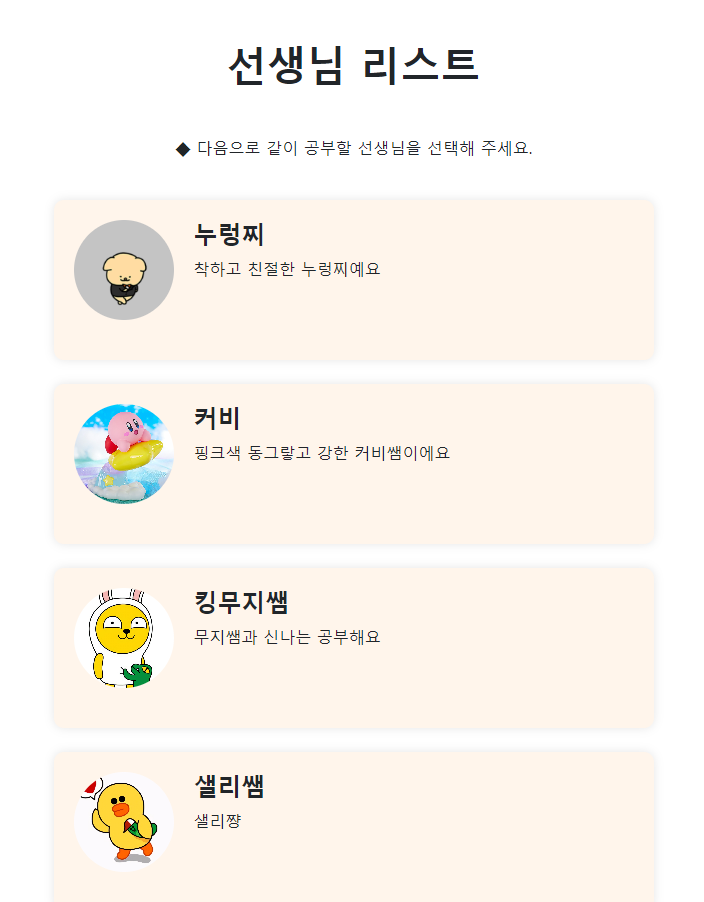 선생님 리스트
◆ 다음으로 같이 공부할 선생님을 선택해 주세요.
누렁찌
착하고 친절한 누렁찌예요
커비
핑크색 동그랗고 강한 커비쌤이에요
킹무지쌤
무지쌤과 신나는 공부해요
샐리쌤
샐리쨩